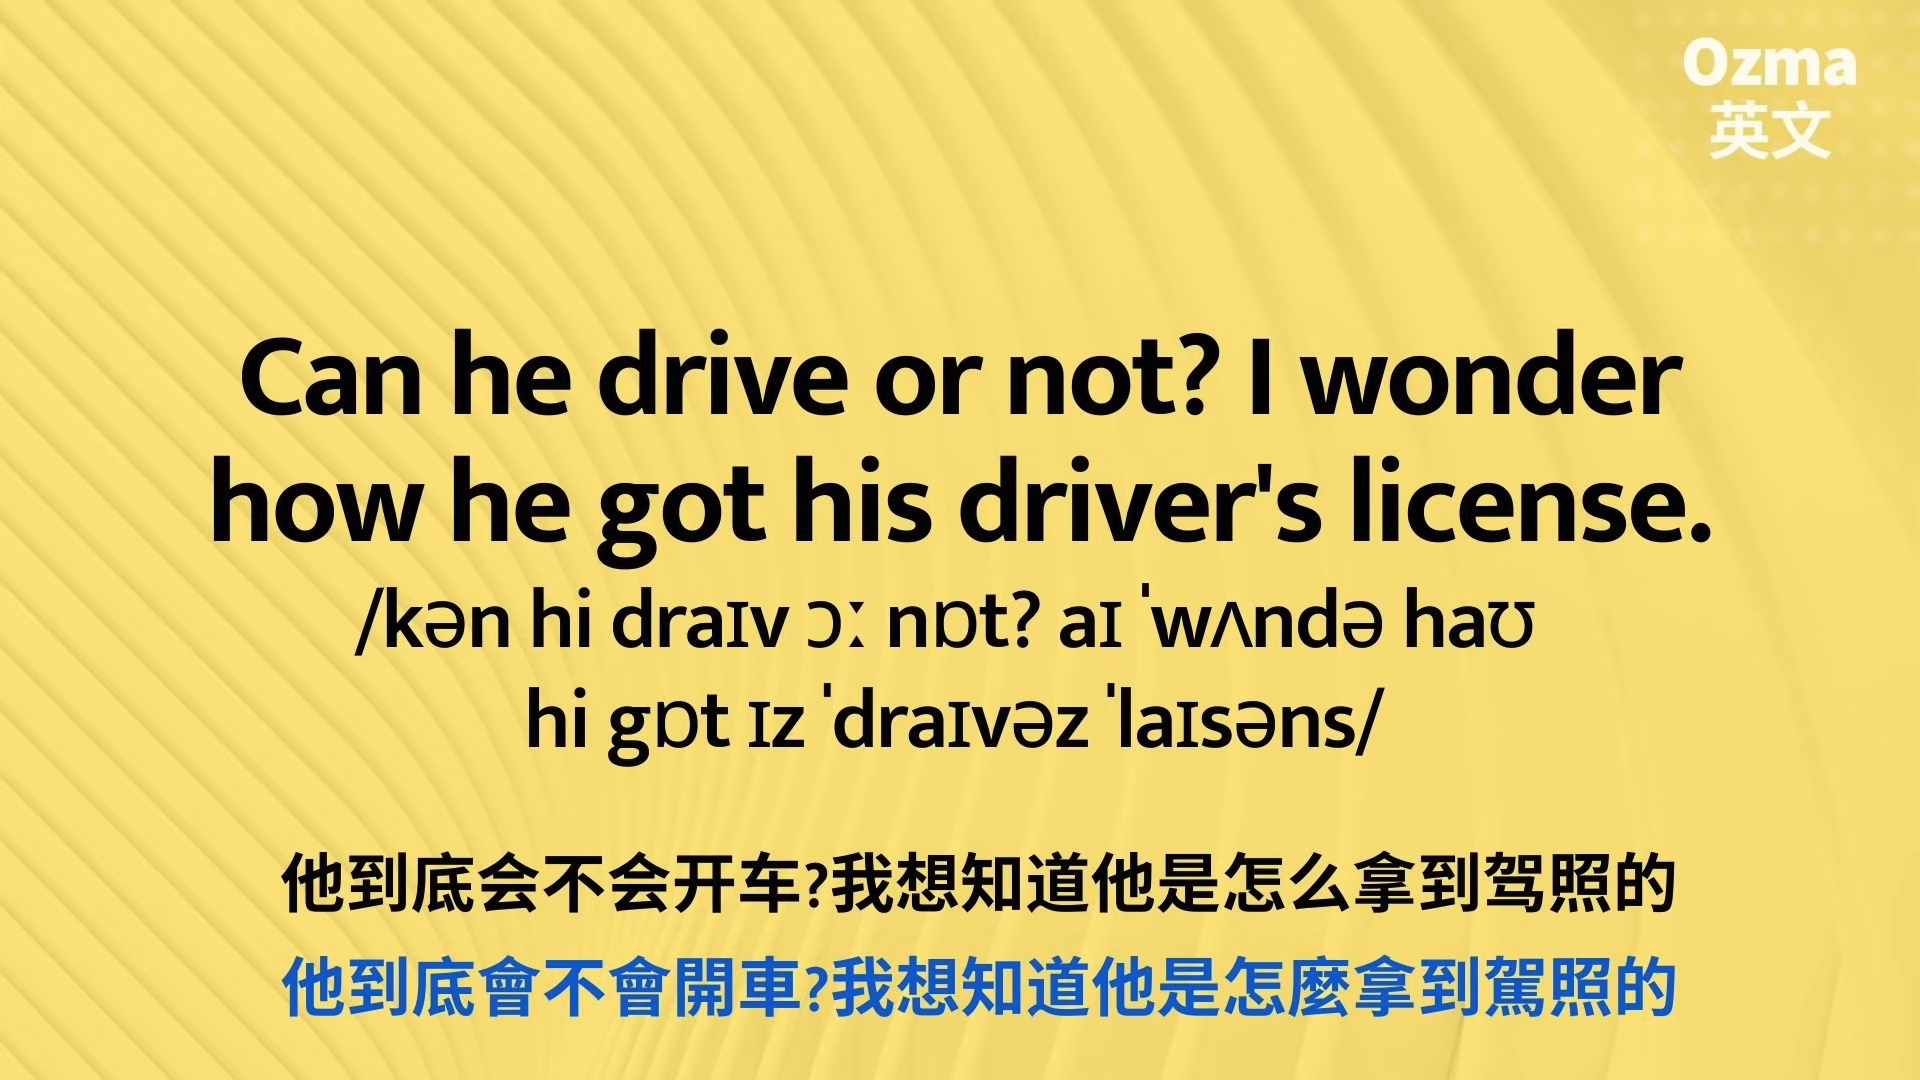 Ozma
英文
Can he drive or not? I wonder
how he got his driver's license.
/kən hi draɪv ɔː nɒt? aɪ ˈwʌndə haʊ
hi gɒt ɪz ˈdraɪvəz ˈlaɪsəns/
他到底会不会开车?我想知道他是怎么拿到驾照的
他到底會不會開車?我想知道他是怎麼拿到駕照的